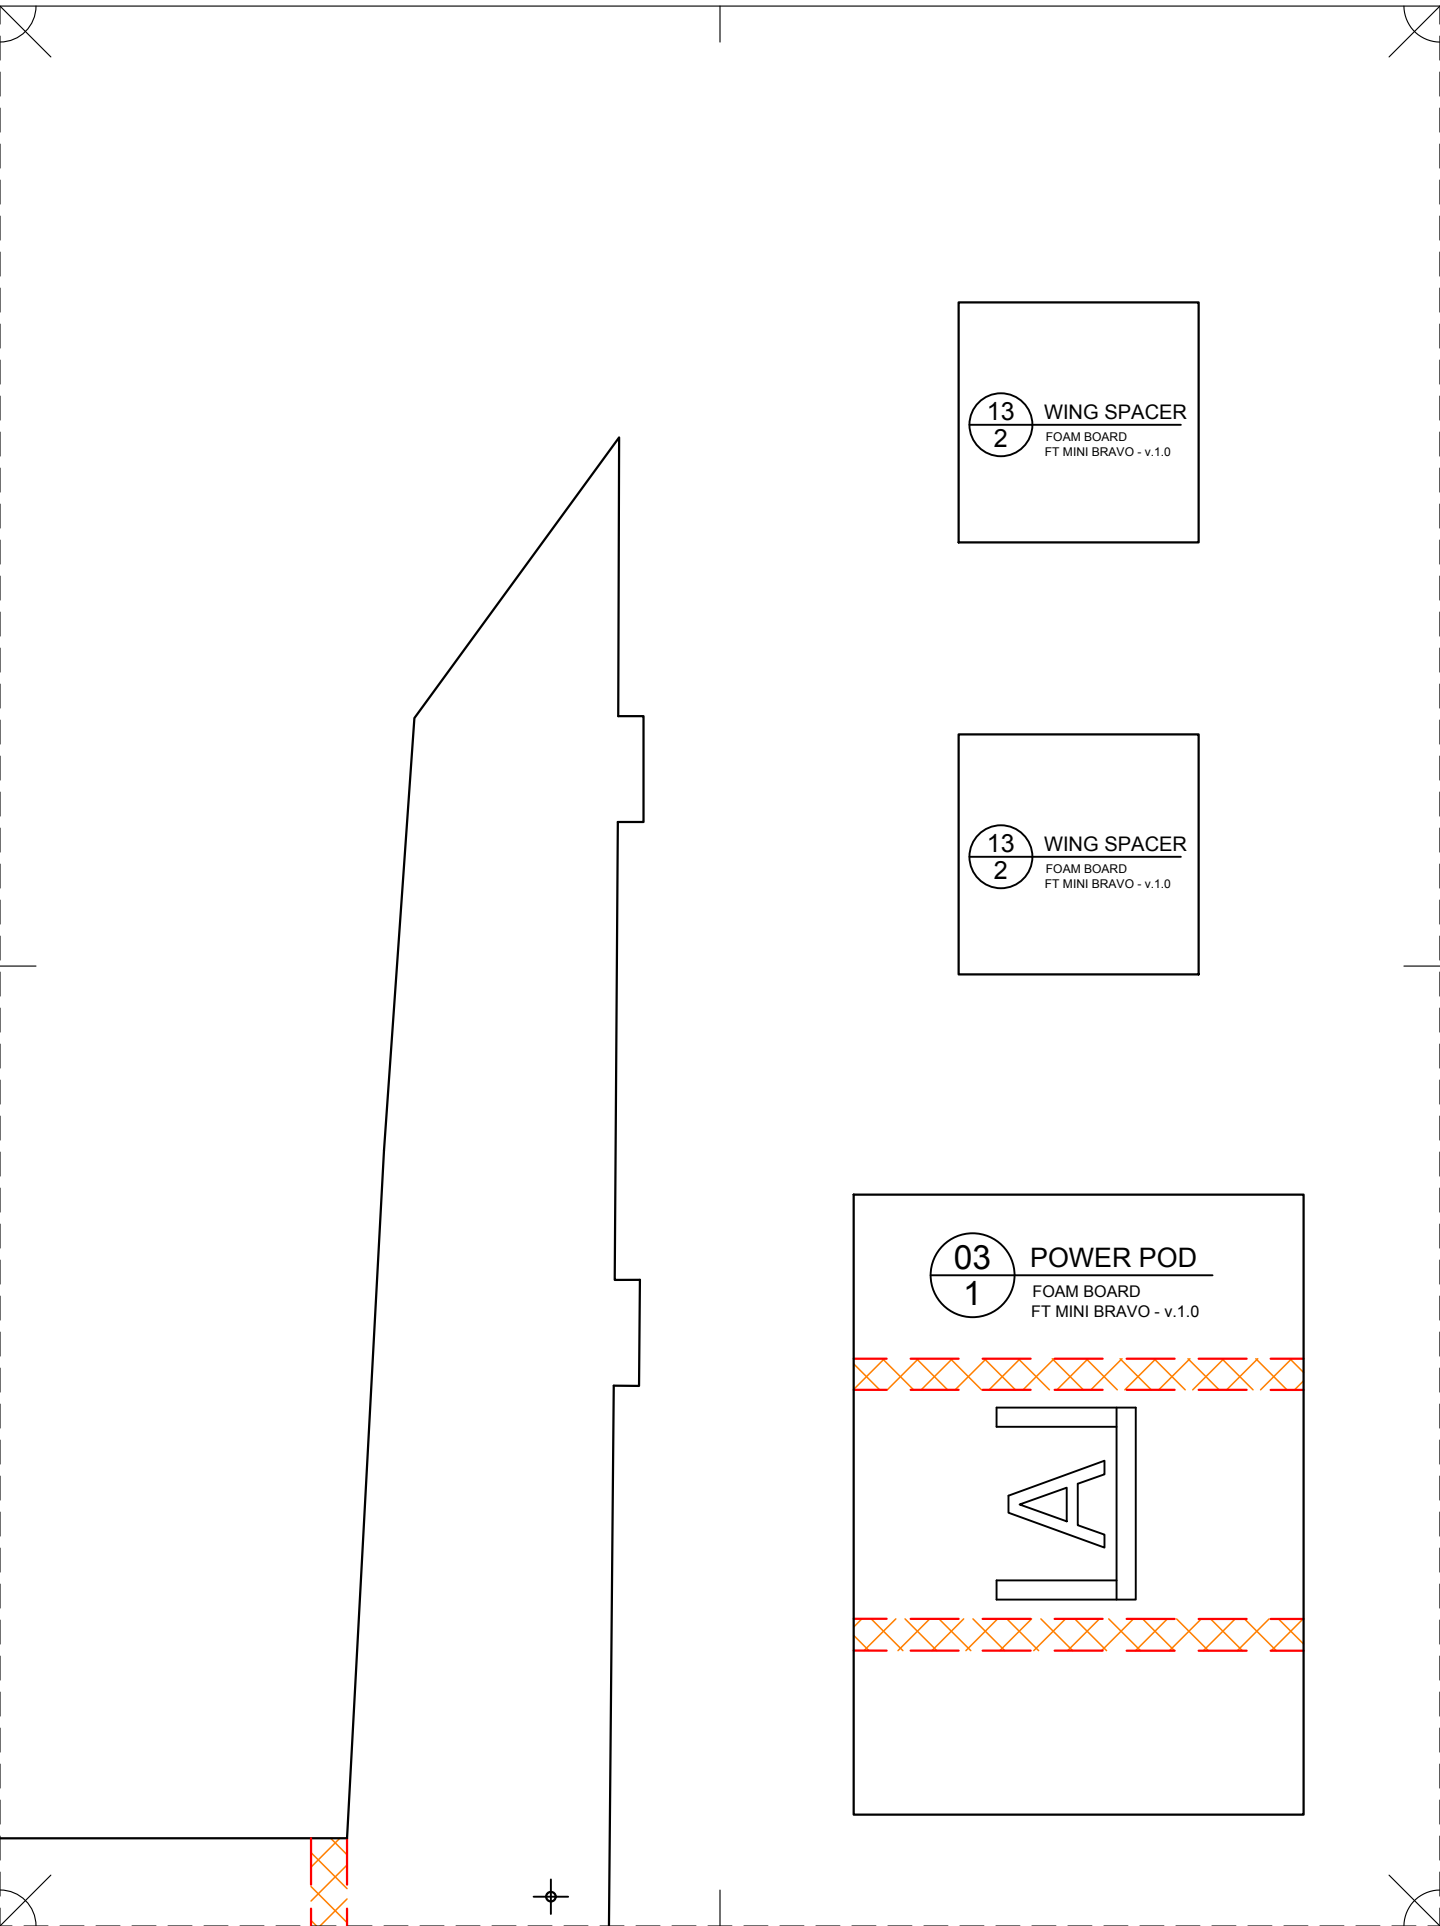 13
2
WING SPACER
FOAM BOARD
FT MINI BRAVO - v.1.0
13
2
WING SPACER
FOAM BOARD
FT MINI BRAVO - v.1.0
03
1
POWER POD
FOAM BOARD
FT MINI BRAVO - v.1.0
A